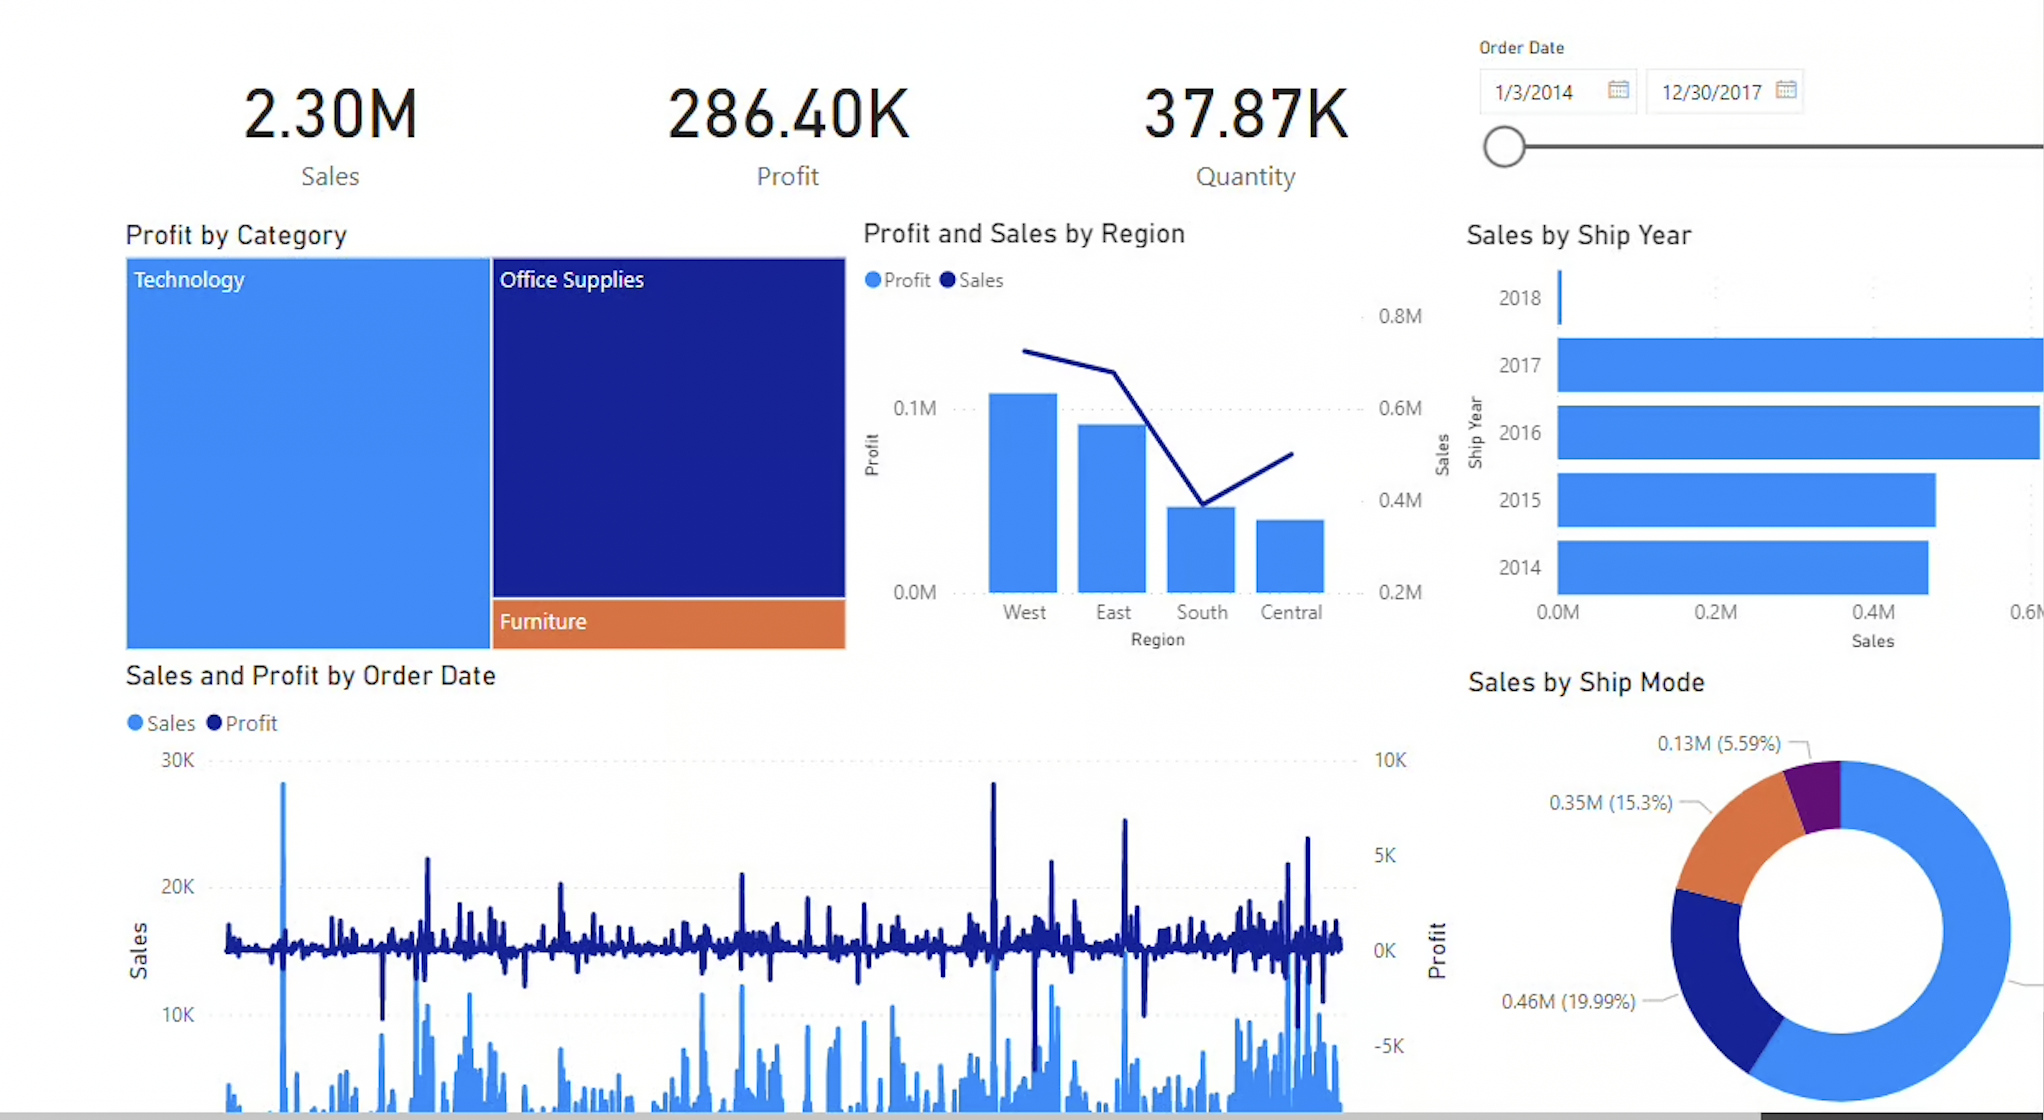 Order Date
1/3/2014
12/30/2017
2.30M
Sales
286.40K
Profit
37.87K
Quantity
Profit by Category
Technology
Office Supplies
Furniture
Profit and Sales by Region
Profit Sales
0.8M
0.1M
0.6M
0.4M
0.0M
0.2M
Profit
Sales
West East South Central
Region
Sales by Ship Year
Ship Year
2018
2017
2016
2015
2014
0.0M 0.2M 0.4M 0.6M
Sales
Sales and Profit by Order Date
Sales Profit
30K
20K
10K
Sales
10K
5K
0K
-5K
Profit
Sales by Ship Mode
0.13M (5.59%)
0.35M (15.3%)
0.46M (19.99%)